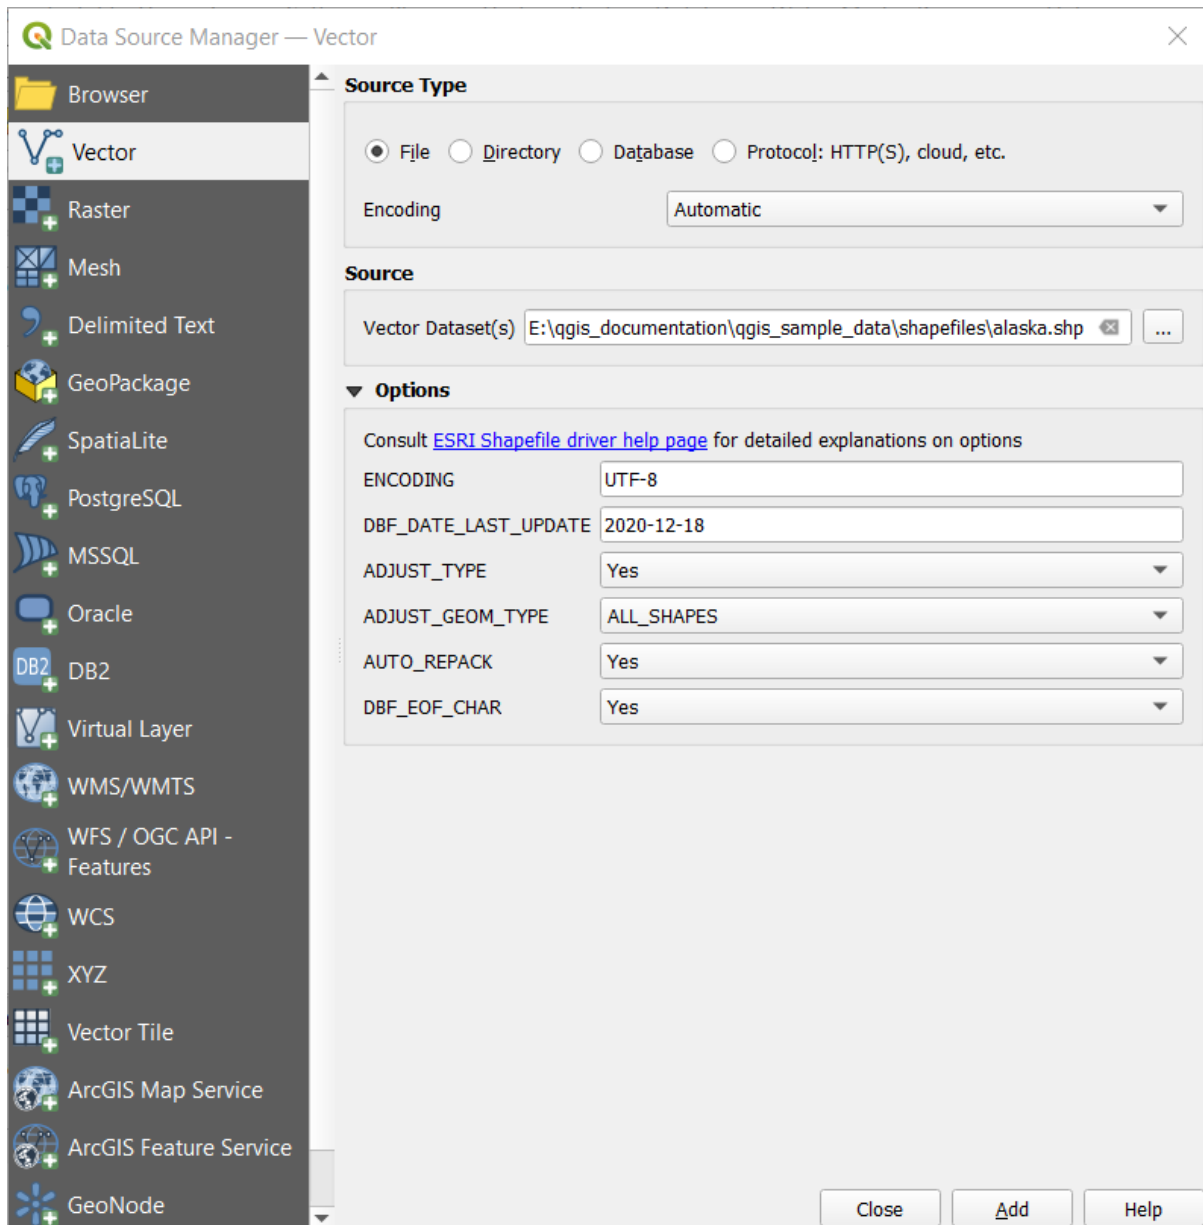 Data Source Manager — Vector
Browser
Vector
Raster
Mesh
Delimited Text
GeoPackage
SpatiaLite
PostgreSQL
MSSQL
Oracle
DB2
DB2
Virtual Layer
WMS/WMTS
WFS / OGC API -
Features
WCS
XYZ
Vector Tile
ArcGIS Map Service
ArcGIS Feature Service
GeoNode
Source Type
File Directory Database Protocol: HTTP(S), cloud, etc.
Encoding Automatic
Source
Vector Dataset(s) E:\qgis_documentation\qgis_sample_data\shapefiles\alaska.shp ...
Options
Consult ESRI Shapefile driver help page for detailed explanations on options
ENCODING UTF-8
DBF_DATE_LAST_UPDATE 2020-12-18
ADJUST_TYPE Yes
ADJUST_GEOM_TYPE ALL_SHAPES
AUTO_REPACK Yes
DBF_EOF_CHAR Yes
Close Add Help